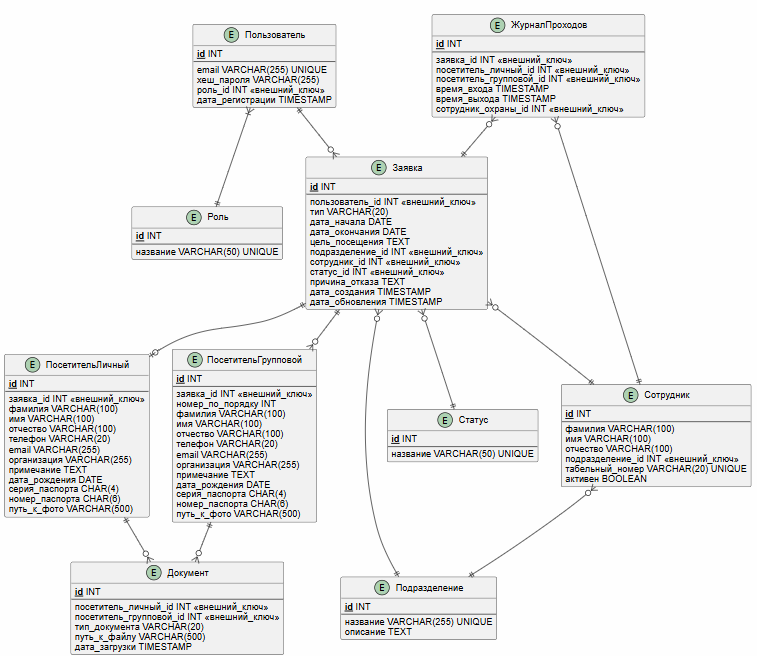 E Пользователь
id INT
email VARCHAR(255) UNIQUE
хеш_пароля VARCHAR(255)
роль_id INT «внешний_ключ»
дата_регистрации TIMESTAMP
E ЖурналПроходов
id INT
заявка_id INT «внешний_ключ»
посетитель_личный_id INT «внешний_ключ»
посетитель_групповой_id INT «внешний_ключ»
время_входа TIMESTAMP
время_выхода TIMESTAMP
сотрудник_охраны_id INT «внешний_ключ»
E Заявка
id INT
пользователь_id INT «внешний_ключ»
тип VARCHAR(20)
дата_начала DATE
дата_окончания DATE
цель_посещения TEXT
подразделение_id INT «внешний_ключ»
сотрудник_id INT «внешний_ключ»
статус_id INT «внешний_ключ»
причина_отказа TEXT
дата_создания TIMESTAMP
дата_обновления TIMESTAMP
E Роль
id INT
название VARCHAR(50) UNIQUE
E ПосетительЛичный
id INT
заявка_id INT «внешний_ключ»
фамилия VARCHAR(100)
имя VARCHAR(100)
отчество VARCHAR(100)
телефон VARCHAR(20)
email VARCHAR(255)
организация VARCHAR(255)
примечание TEXT
дата_рождения DATE
серия_паспорта CHAR(4)
номер_паспорта CHAR(6)
путь_к_фото VARCHAR(500)
E ПосетительГрупповой
id INT
заявка_id INT «внешний_ключ»
номер_по_порядку INT
фамилия VARCHAR(100)
имя VARCHAR(100)
отчество VARCHAR(100)
телефон VARCHAR(20)
email VARCHAR(255)
организация VARCHAR(255)
примечание TEXT
дата_рождения DATE
серия_паспорта CHAR(4)
номер_паспорта CHAR(6)
путь_к_фото VARCHAR(500)
E Статус
id INT
название VARCHAR(50) UNIQUE
E Сотрудник
id INT
фамилия VARCHAR(100)
имя VARCHAR(100)
отчество VARCHAR(100)
подразделение_id INT «внешний_ключ»
табельный_номер VARCHAR(20) UNIQUE
активен BOOLEAN
E Документ
id INT
посетитель_личный_id INT «внешний_ключ»
посетитель_групповой_id INT «внешний_ключ»
тип_документа VARCHAR(20)
путь_к_файлу VARCHAR(500)
дата_загрузки TIMESTAMP
E Подразделение
id INT
название VARCHAR(255) UNIQUE
описание TEXT